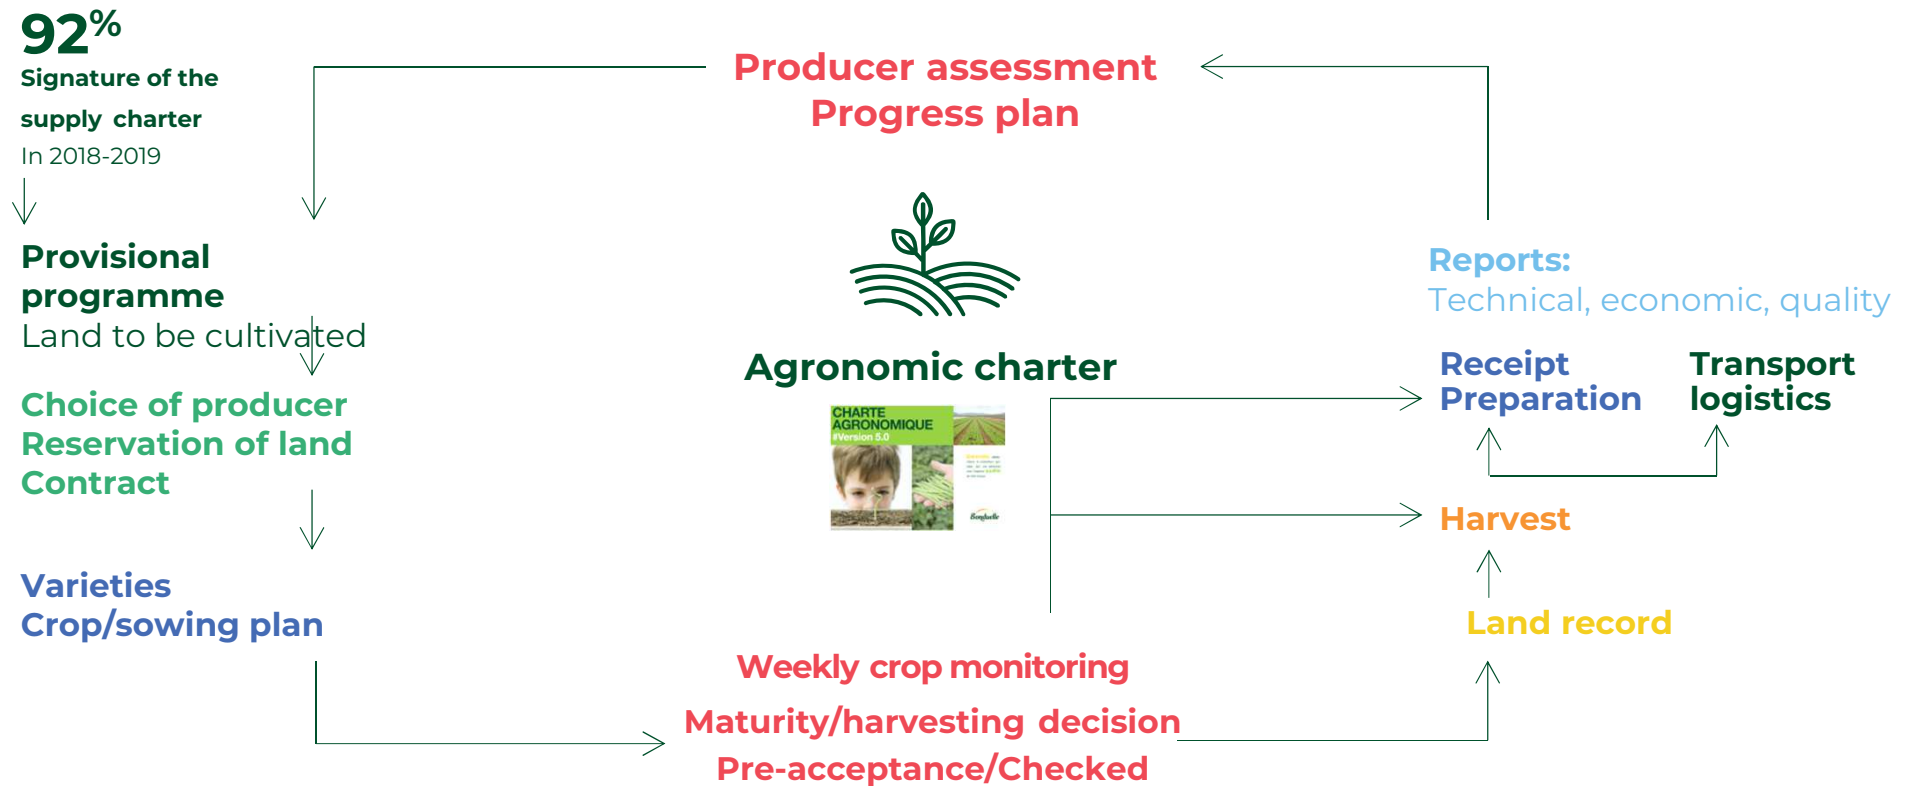 92%
Signature of the
supply charter
In 2018-2019
Provisional
programme
Land to be cultivated
Choice of producer
Reservation of land
Contract
Varieties
Crop/sowing plan
Producer assessment
Progress plan
Agronomic charter
CHARTE
AGRONOMIQUE
#Version 5.0
Bonduelle
Weekly crop monitoring
Maturity/harvesting decision
Pre-acceptance/Checked
Reports:
Technical, economic, quality
Receipt
Preparation
Transport
logistics
Harvest
Land record